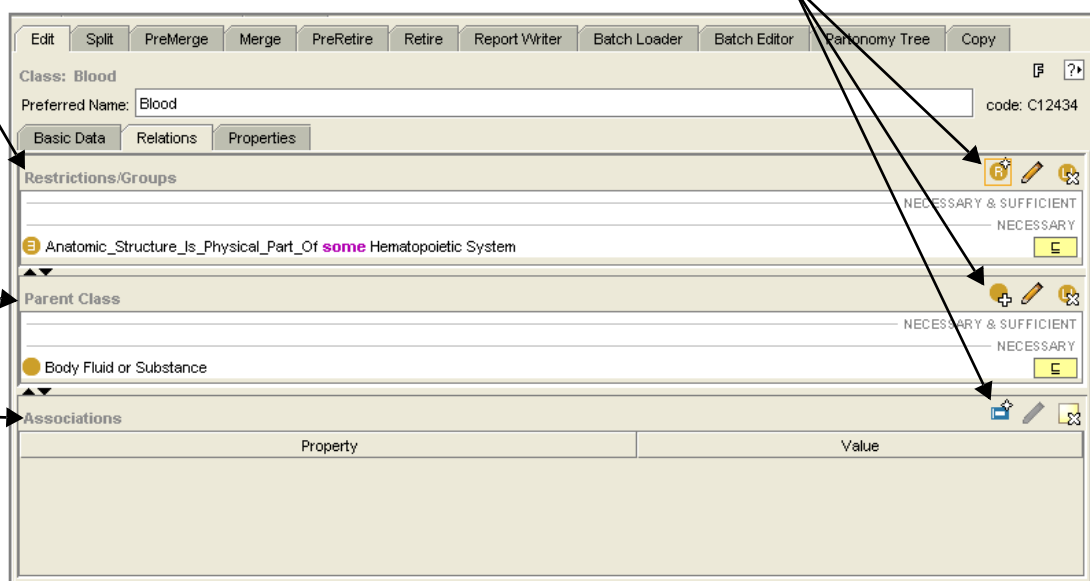 Edit Split PreMerge Merge PreRetire Retire Report Writer Batch Loader Batch Editor Partonomy Tree Copy
Class: Blood
Preferred Name: Blood code: C12434
Basic Data Relations Properties
Restrictions/Groups
NECESSARY & SUFFICIENT
NECESSARY
Anatomic_Structure_Is_Physical_Part_Of some Hematopoietic System
Parent Class
NECESSARY & SUFFICIENT
NECESSARY
Body Fluid or Substance
Associations
Property Value